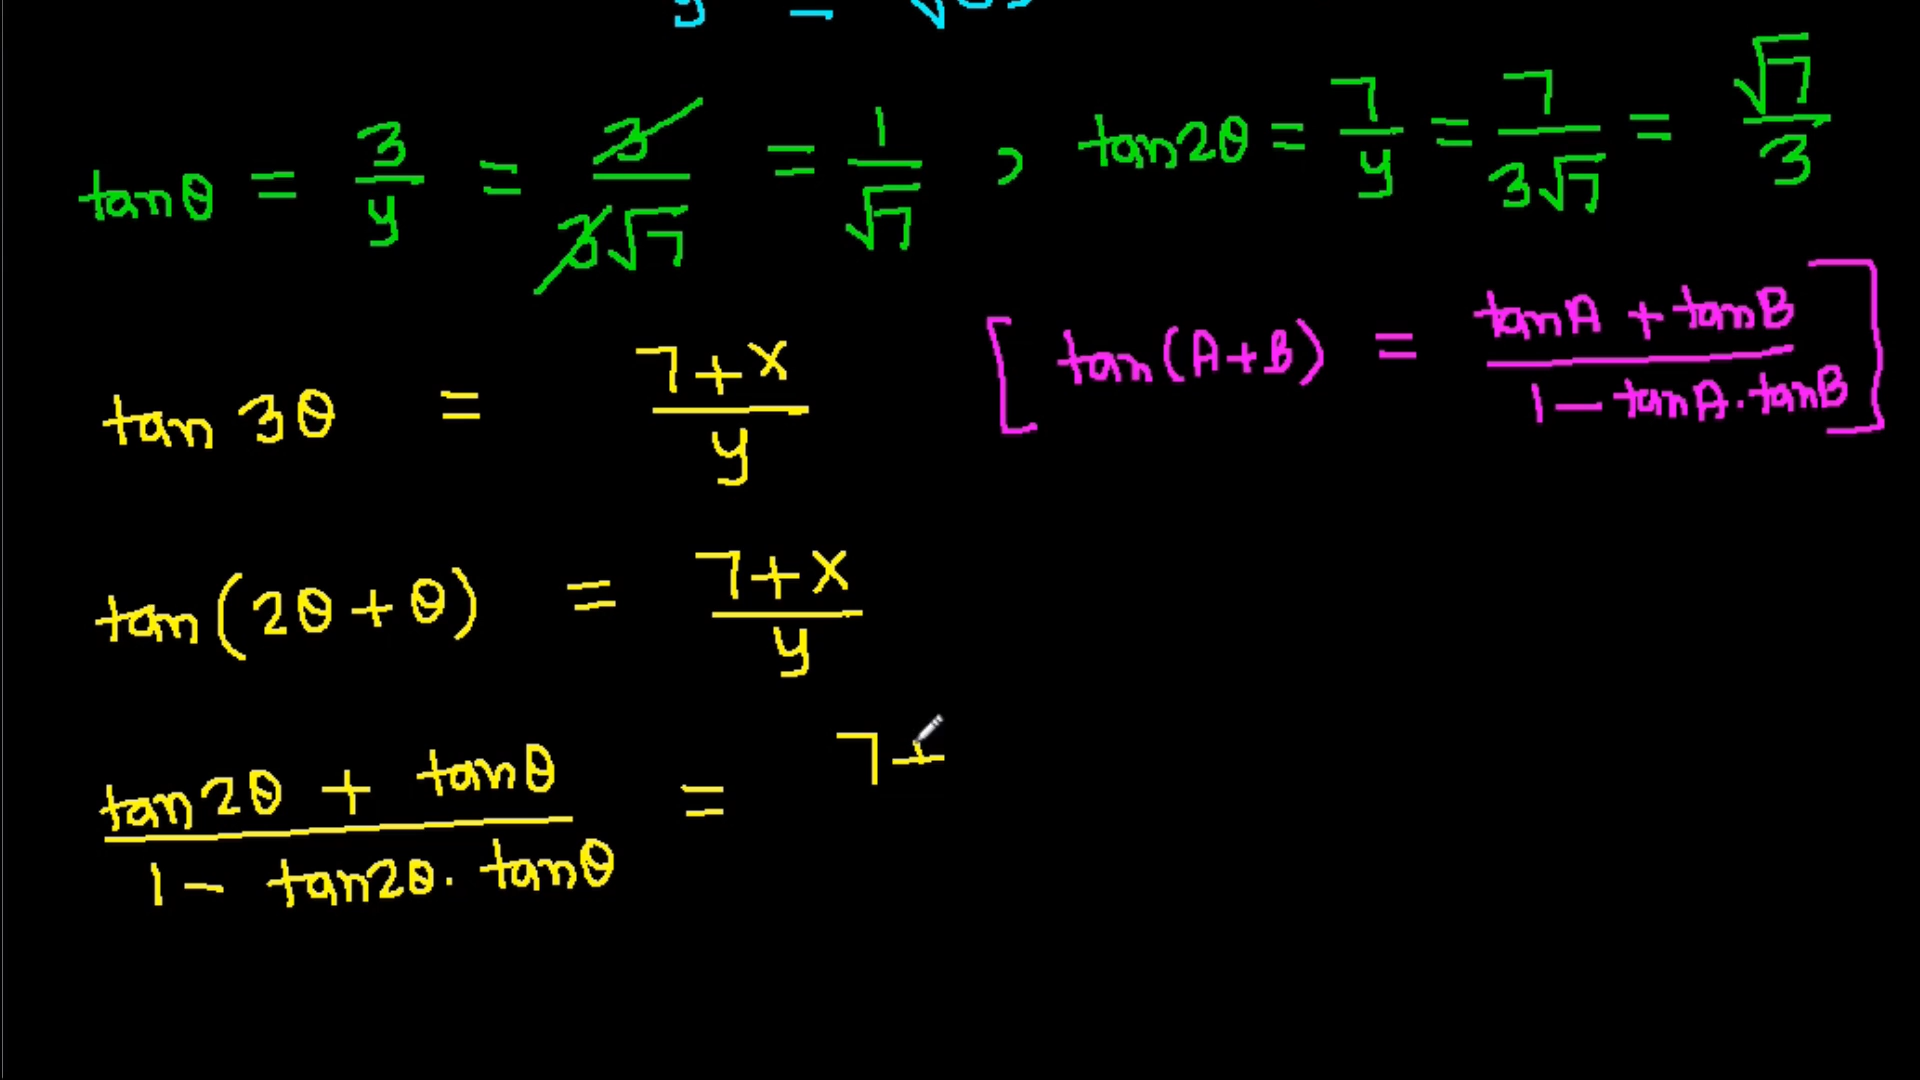 tanθ = 3/y = 3/3√7 = 1/√7 , tan2θ = 7/y = 7/3√7 = √7/3
[tan(A+B) = (tanA + tanB)/(1 - tanA.tanB)]
tan 3θ = (7+x)/y
tan(2θ+θ) = (7+x)/y
(tan2θ + tanθ)/(1 - tan2θ. tanθ) = 7+